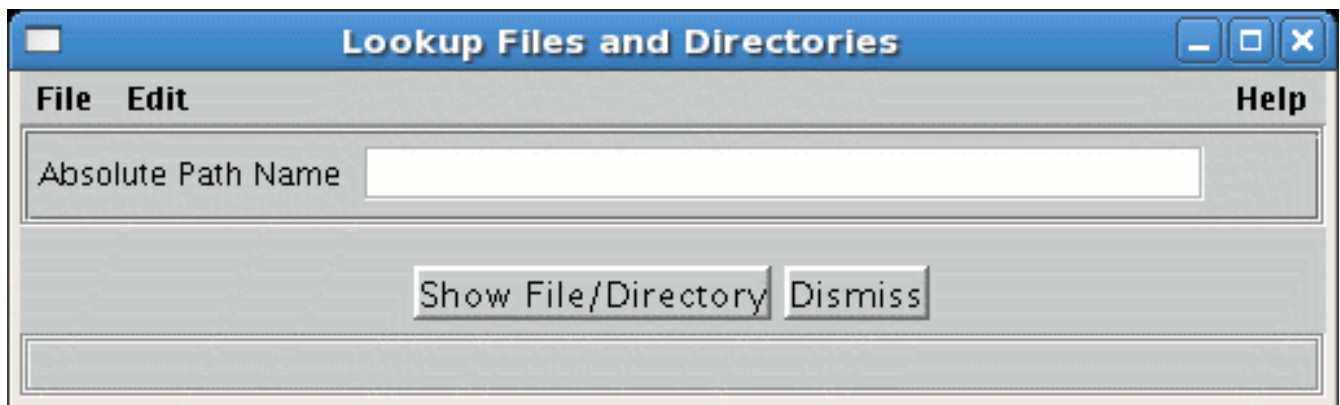 Lookup Files and Directories
File Edit Help
Absolute Path Name
Show File/Directory Dismiss